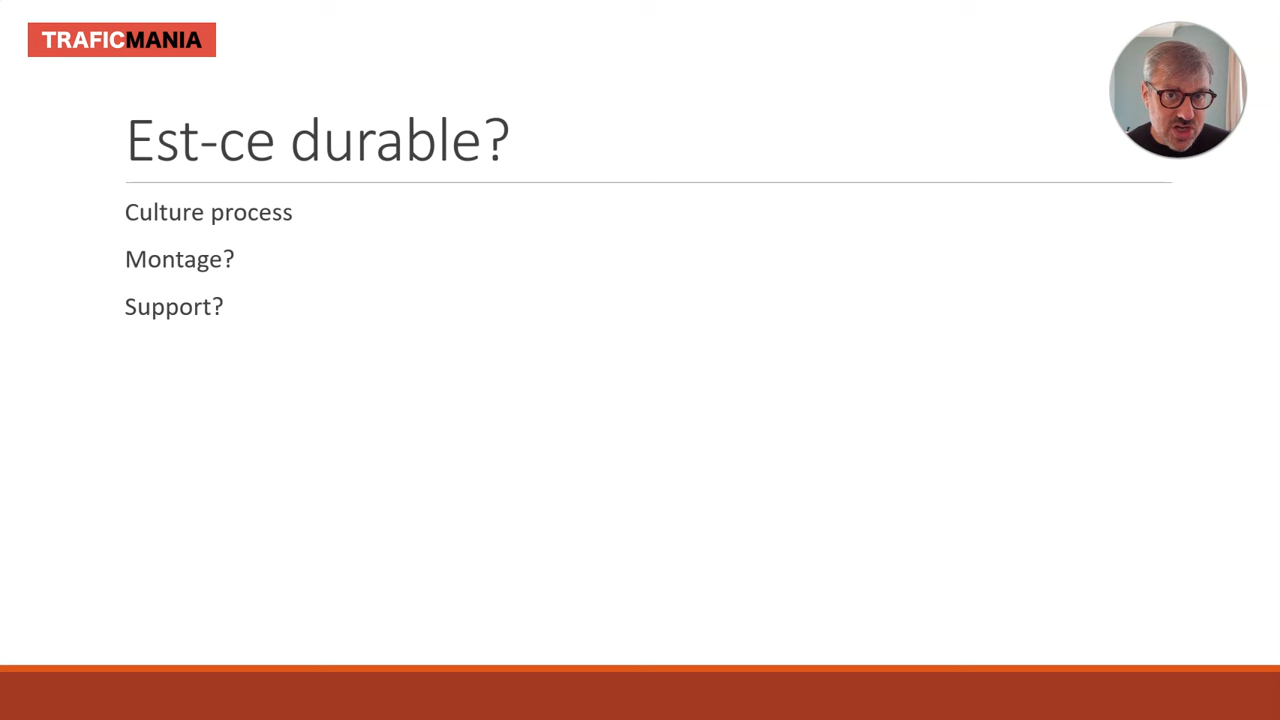 TRAFICMANIA
Est-ce durable?
Culture process
Montage?
Support?